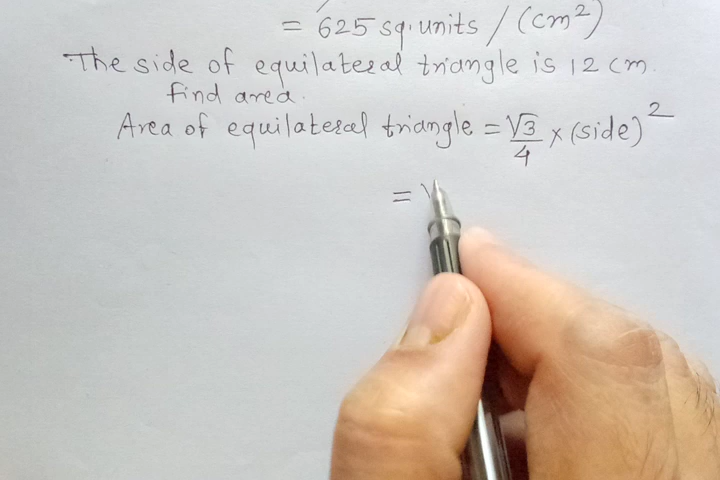 = 625 sq. units / (cm²)
The side of equilateral triangle is 12 cm.
find area.
Area of equilateral triangle = √3/4 × (side)²
= √